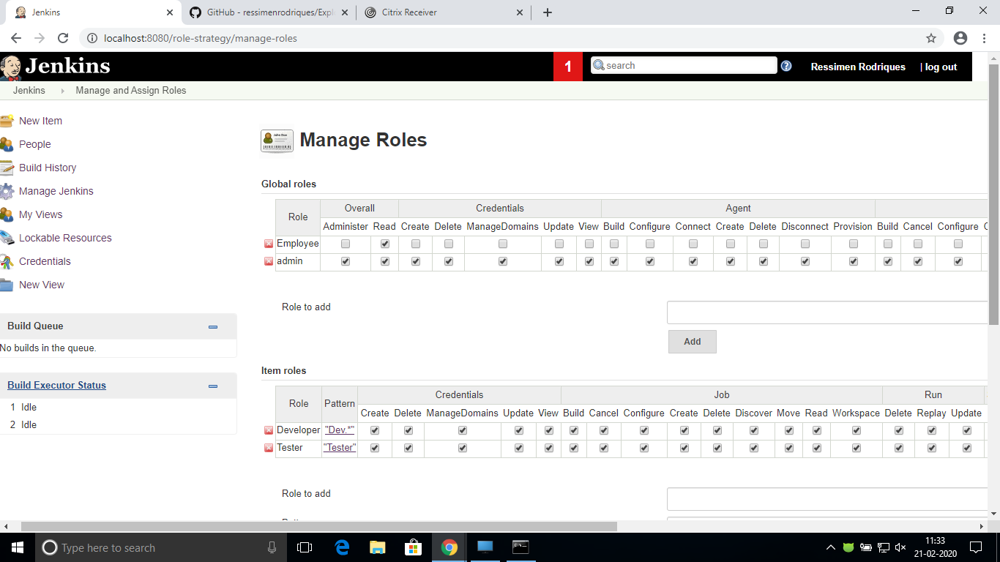 Jenkins
GitHub - ressimenrodriques/Expl
Citrix Receiver
localhost:8080/role-strategy/manage-roles
Jenkins
1
search
Ressimen Rodriques
| log out
Jenkins
Manage and Assign Roles
New Item
People
Build History
Manage Jenkins
My Views
Lockable Resources
Credentials
New View
Build Queue
No builds in the queue.
Build Executor Status
1 Idle
2 Idle
John Doe
Manage Roles
Global roles
Role Overall Credentials Agent
Administer Read Create Delete ManageDomains Update View Build Configure Connect Create Delete Disconnect Provision Build Cancel Configure
Employee
admin
Role to add
Add
Item roles
Role Pattern Credentials Job Run
Create Delete ManageDomains Update View Build Cancel Configure Create Delete Discover Move Read Workspace Delete Replay Update
Developer "Dev.*"
Tester "Tester"
Role to add
Type here to search
11:33
21-02-2020